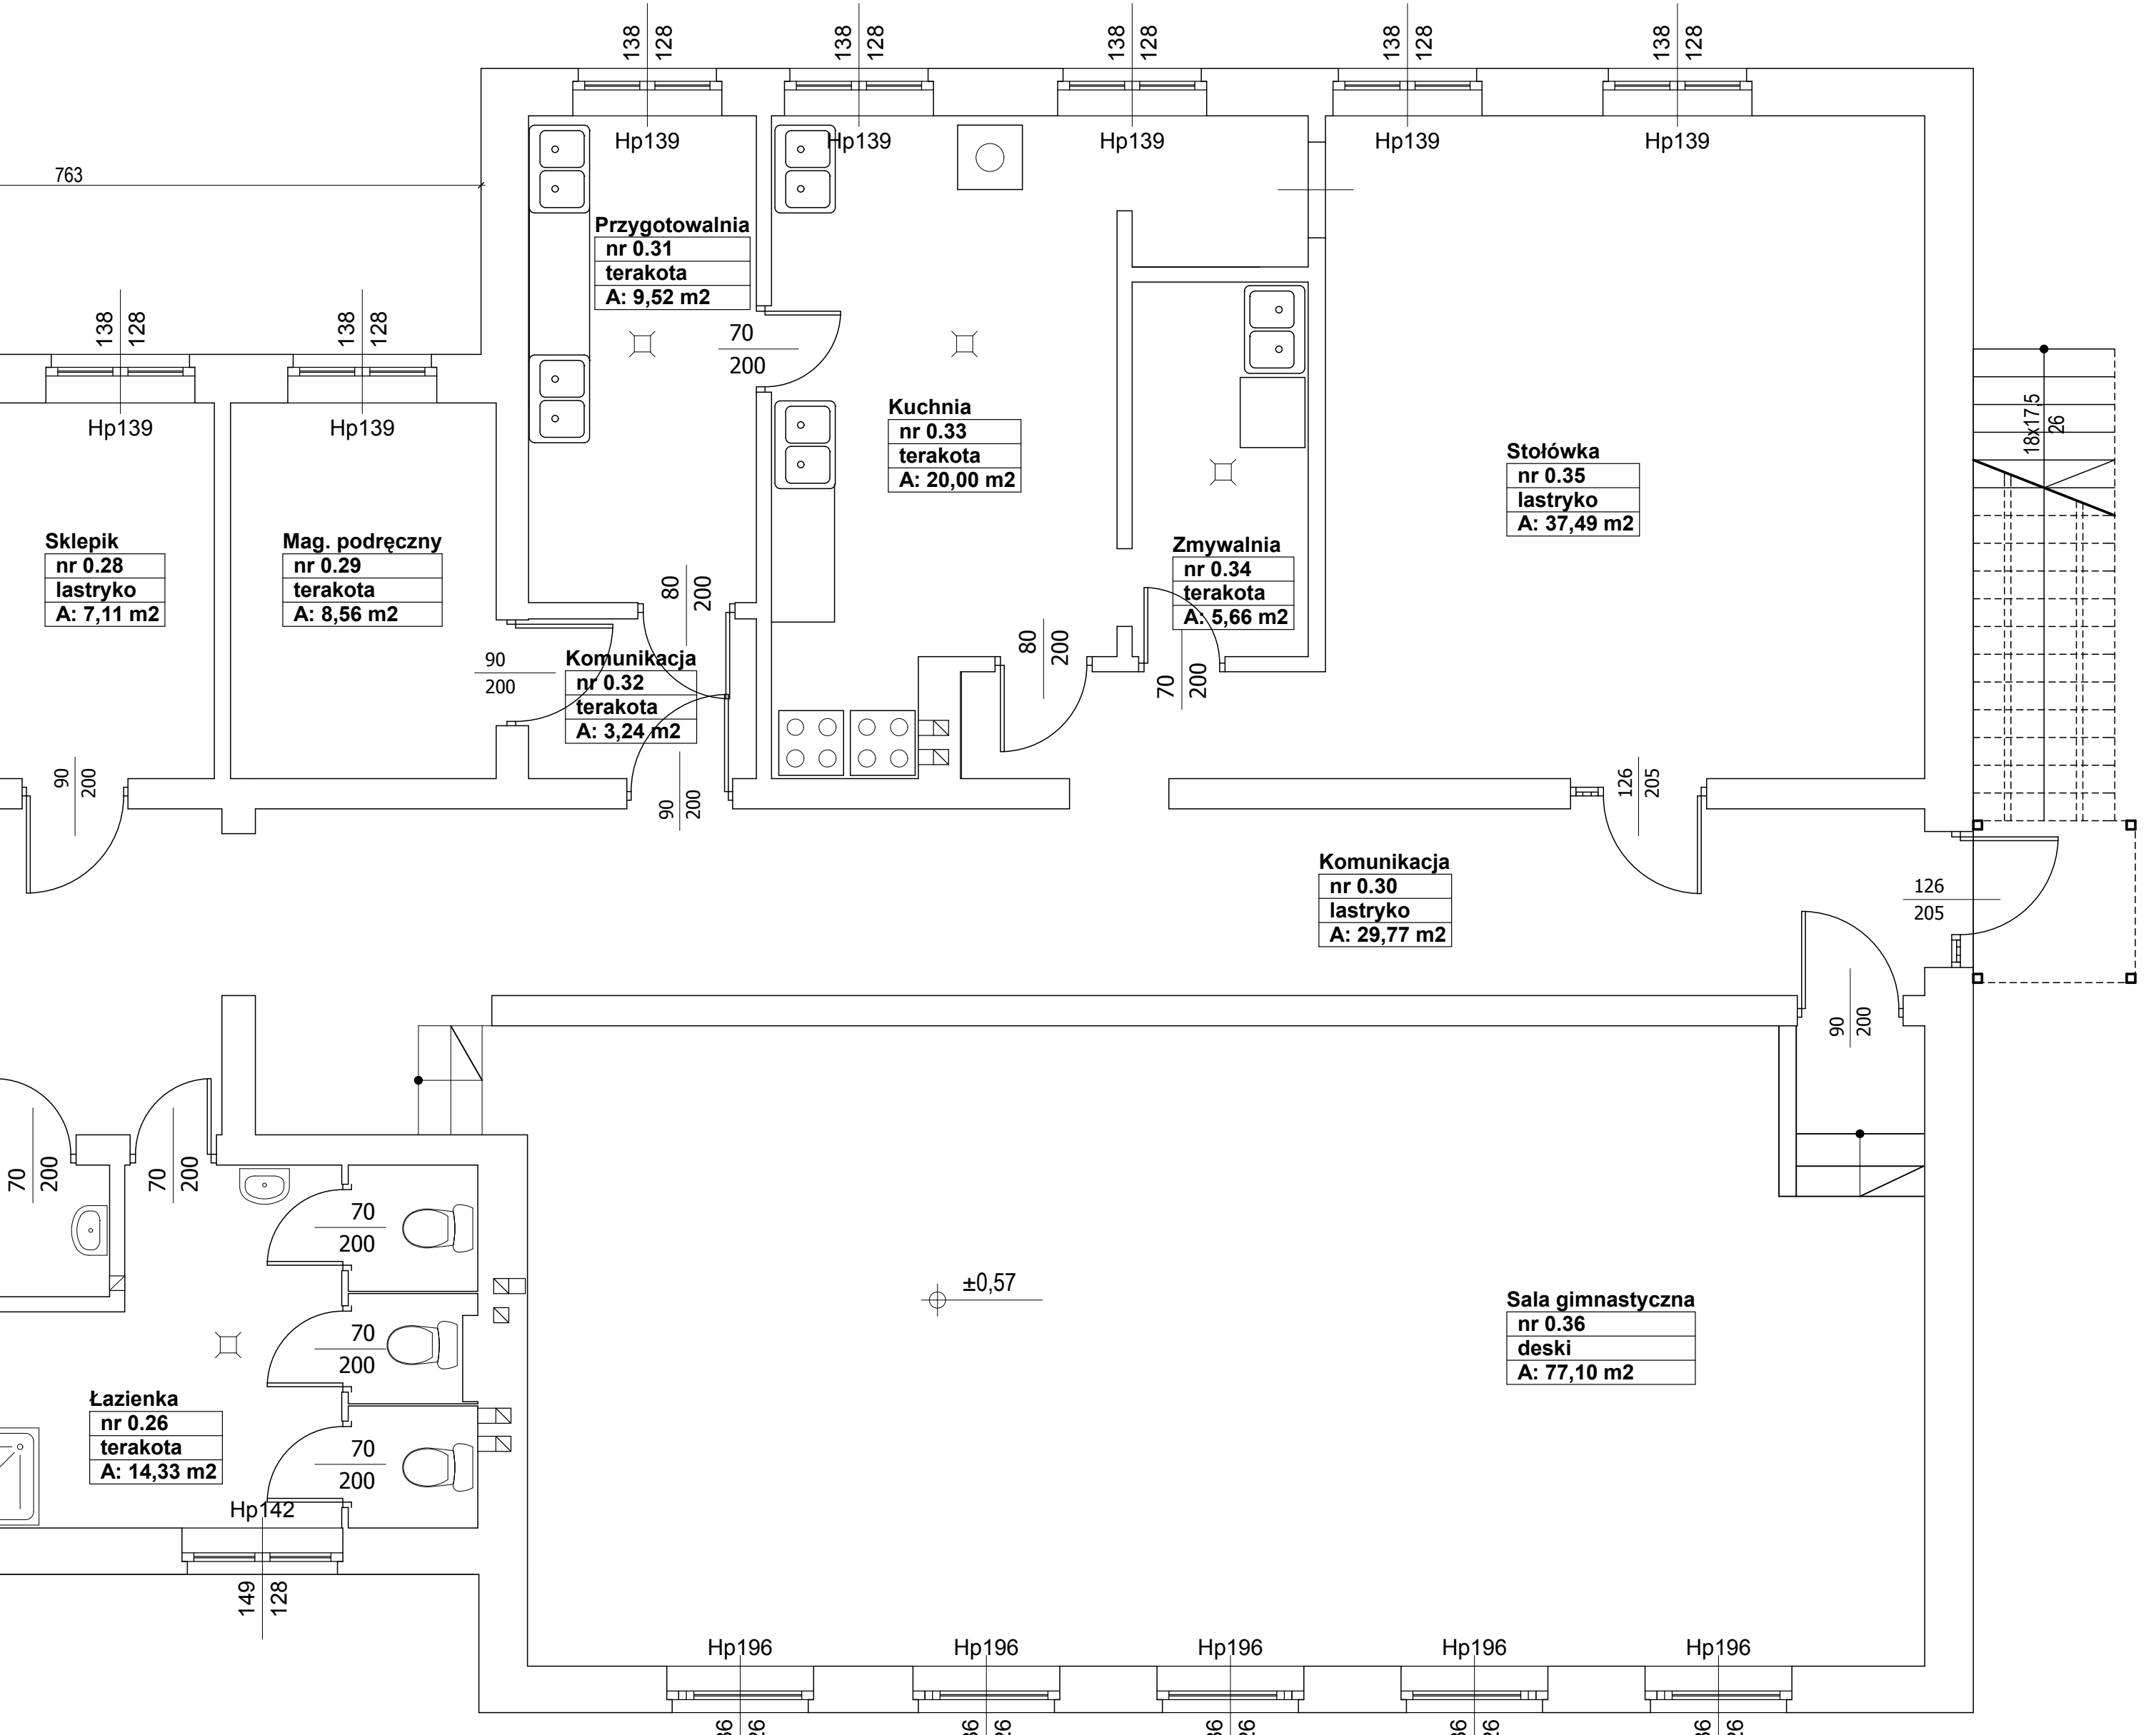 138 128
138 128
138 128
138 128
138 128
Hp139
Hp139
Hp139
Hp139
Hp139
763
Przygotowalnia
nr 0.31
terakota
A: 9,52 m2
138 128
138 128
70
200
Hp139
Hp139
Kuchnia
nr 0.33
terakota
A: 20,00 m2
18x17,5
26
Stołówka
nr 0.35
lastryko
A: 37,49 m2
Sklepik
nr 0.28
lastryko
A: 7,11 m2
Mag. podręczny
nr 0.29
terakota
A: 8,56 m2
Zmywalnia
nr 0.34
terakota
A: 5,66 m2
80
200
90
200
Komunikacja
nr 0.32
terakota
A: 3,24 m2
80
200
70
200
90
200
90
200
126
205
Komunikacja
nr 0.30
lastryko
A: 29,77 m2
126
205
90
200
70
200
70
200
70
200
±0,57
Sala gimnastyczna
nr 0.36
deski
A: 77,10 m2
70
200
Łazienka
nr 0.26
terakota
A: 14,33 m2
70
200
Hp142
149
128
Hp196
Hp196
Hp196
Hp196
Hp196